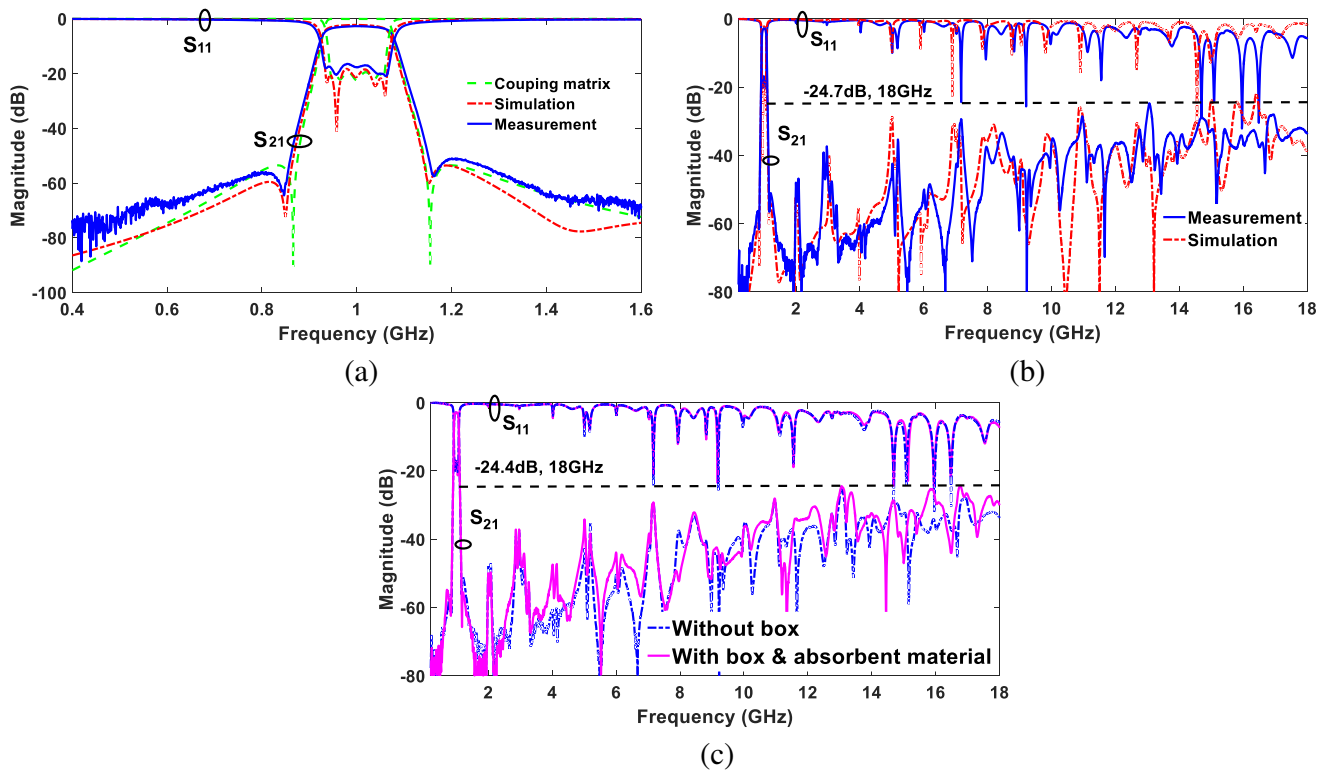 0
-20
-40
-60
-80
-100
0.4
0.6
0.8
1
1.2
1.4
1.6
Magnitude (dB)
Frequency (GHz)
S11
S21
Couping matrix
Simulation
Measurement
(a)
0
-20
-40
-60
-80
2
4
6
8
10
12
14
16
18
Magnitude (dB)
Frequency (GHz)
S11
-24.7dB, 18GHz
S21
Measurement
Simulation
(b)
0
-20
-40
-60
-80
2
4
6
8
10
12
14
16
18
Magnitude (dB)
Frequency (GHz)
S11
-24.4dB, 18GHz
S21
Without box
With box & absorbent material
(c)